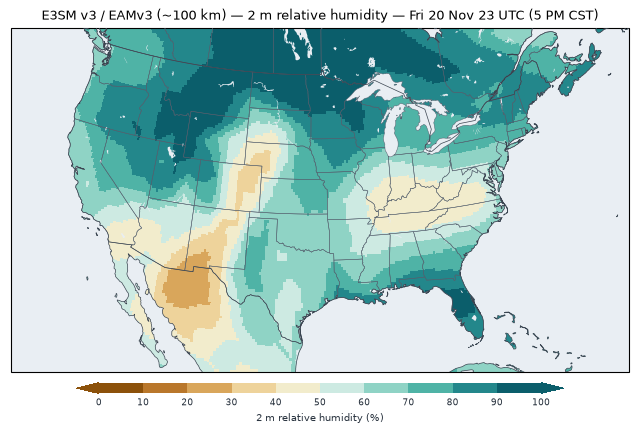 E3SM v3 / EAMv3 (~100 km) — 2 m relative humidity — Fri 20 Nov 23 UTC (5 PM CST)
0 10 20 30 40 50 60 70 80 90 100
2 m relative humidity (%)